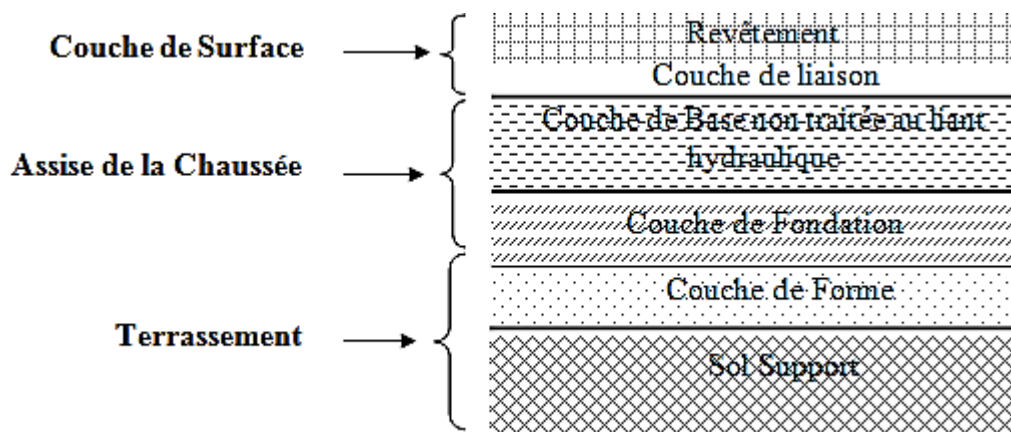 Couche de Surface
Revêtement
Couche de liaison
Assise de la Chaussée
Couche de Base non traitée au liant
hydraulique
Couche de Fondation
Terrassement
Couche de Forme
Sol Support